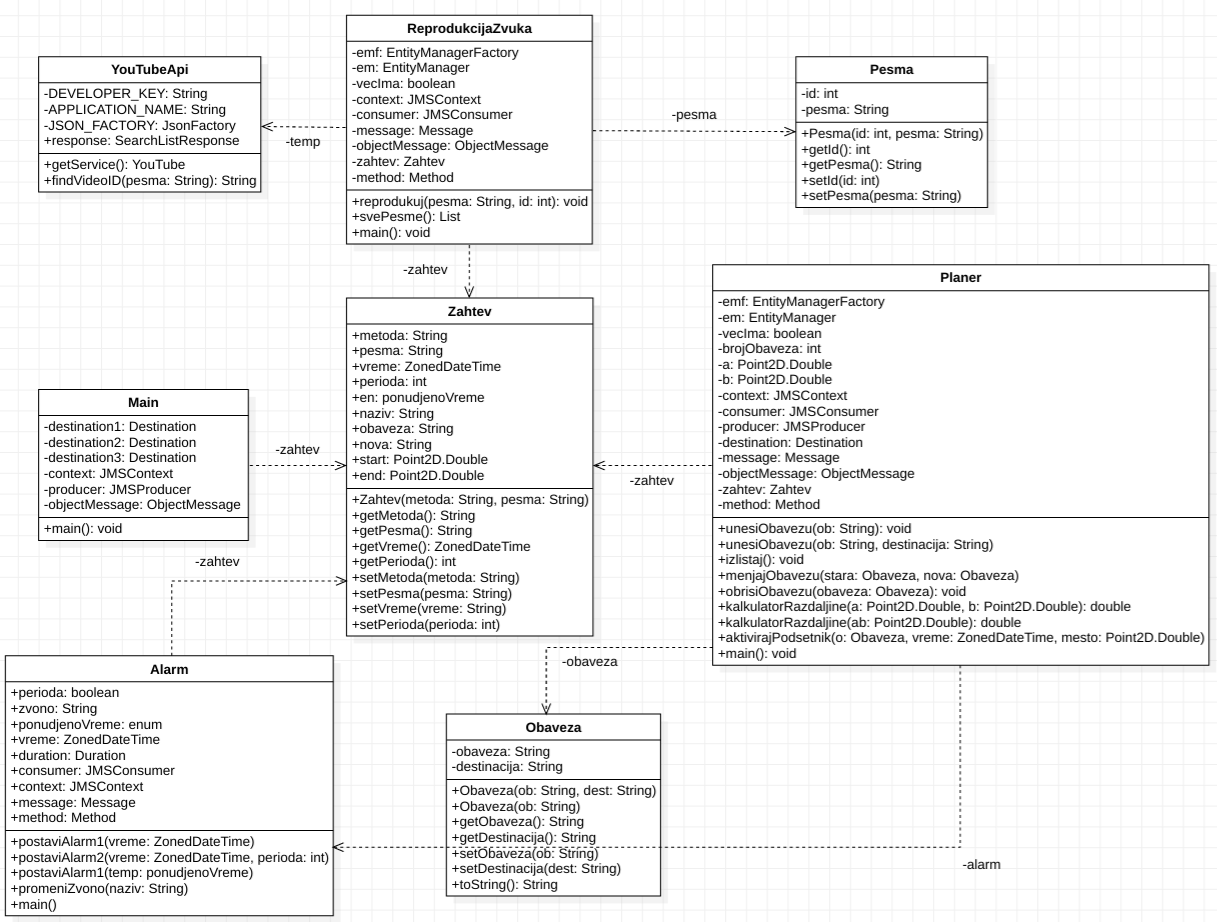 ReprodukcijaZvuka
-emf: EntityManagerFactory
-em: EntityManager
-vecIma: boolean
-context: JMSContext
-consumer: JMSConsumer
-message: Message
-objectMessage: ObjectMessage
-zahtev: Zahtev
-method: Method
+reprodukuj(pesma: String, id: int): void
+svePesme(): List
+main(): void
YouTubeApi
-DEVELOPER_KEY: String
-APPLICATION_NAME: String
-JSON_FACTORY: JsonFactory
+response: SearchListResponse
+getService(): YouTube
+findVideoID(pesma: String): String
-temp
-pesma
Pesma
-id: int
-pesma: String
+Pesma(id: int, pesma: String)
+getId(): int
+getPesma(): String
+setId(id: int)
+setPesma(pesma: String)
-zahtev
Zahtev
+metoda: String
+pesma: String
+vreme: ZonedDateTime
+perioda: int
+en: ponudjenoVreme
+naziv: String
+obaveza: String
+nova: String
+start: Point2D.Double
+end: Point2D.Double
+Zahtev(metoda: String, pesma: String)
+getMetoda(): String
+getPesma(): String
+getVreme(): ZonedDateTime
+getPerioda(): int
+setMetoda(metoda: String)
+setPesma(pesma: String)
+setVreme(vreme: String)
+setPerioda(perioda: int)
Planer
-emf: EntityManagerFactory
-em: EntityManager
-vecIma: boolean
-brojObaveza: int
-a: Point2D.Double
-b: Point2D.Double
-context: JMSContext
-consumer: JMSConsumer
-producer: JMSProducer
-destination: Destination
-message: Message
-objectMessage: ObjectMessage
-zahtev: Zahtev
-method: Method
+unesiObavezu(ob: String): void
+unesiObavezu(ob: String, destinacija: String)
+izlistaj(): void
+menjajObavezu(stara: Obaveza, nova: Obaveza)
+obrisiObavezu(obaveza: Obaveza): void
+kalkulatorRazdaljine(a: Point2D.Double, b: Point2D.Double): double
+kalkulatorRazdaljine(ab: Point2D.Double): double
+aktivirajPodsetnik(o: Obaveza, vreme: ZonedDateTime, mesto: Point2D.Double)
+main(): void
Main
-destination1: Destination
-destination2: Destination
-destination3: Destination
-context: JMSContext
-producer: JMSProducer
-objectMessage: ObjectMessage
+main(): void
-zahtev
-zahtev
-zahtev
-obaveza
Alarm
+perioda: boolean
+zvono: String
+ponudjenoVreme: enum
+vreme: ZonedDateTime
+duration: Duration
+consumer: JMSConsumer
+context: JMSContext
+message: Message
+method: Method
+postaviAlarm1(vreme: ZonedDateTime)
+postaviAlarm2(vreme: ZonedDateTime, perioda: int)
+postaviAlarm1(temp: ponudjenoVreme)
+promeniZvono(naziv: String)
+main()
Obaveza
-obaveza: String
-destinacija: String
+Obaveza(ob: String, dest: String)
+Obaveza(ob: String)
+getObaveza(): String
+getDestinacija(): String
+setObaveza(ob: String)
+setDestinacija(dest: String)
+toString(): String
-alarm